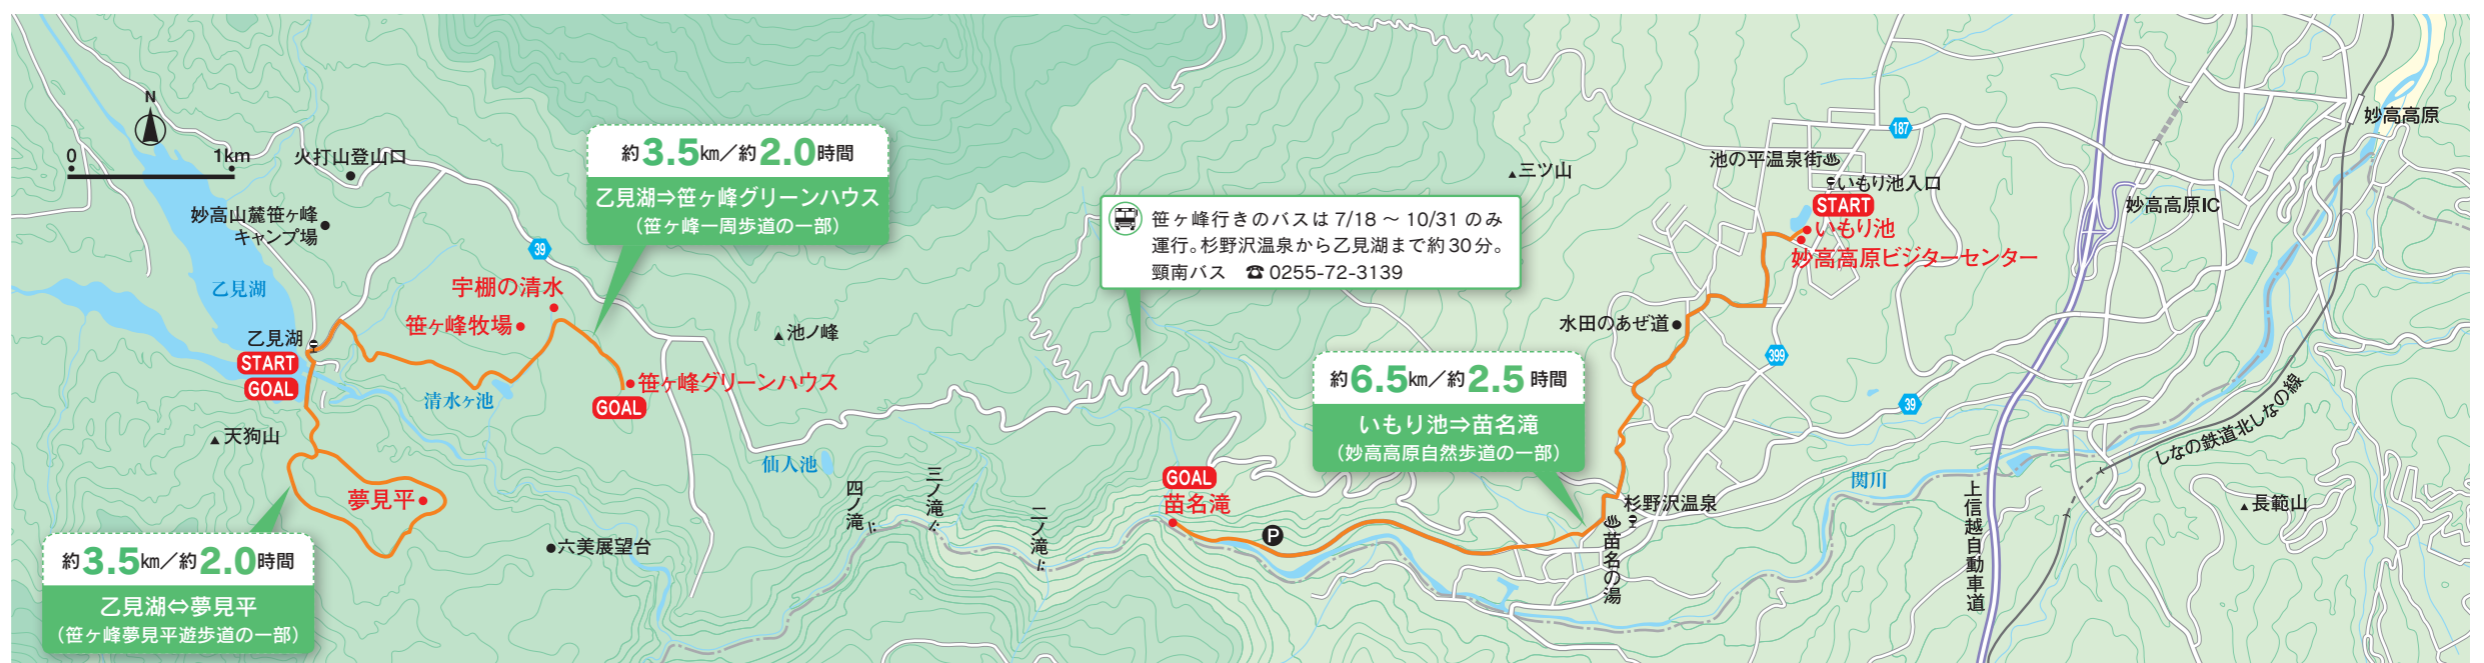 N
0 1km
火打山登山口
妙高山麓笹ヶ峰
キャンプ場
乙見湖
乙見湖
START
GOAL
天狗山
夢見平
約3.5km／約2.0時間
乙見湖⇔夢見平
（笹ヶ峰夢見平遊歩道の一部）
約3.5km／約2.0時間
乙見湖⇒笹ヶ峰グリーンハウス
（笹ヶ峰一周歩道の一部）
39
宇棚の清水
笹ヶ峰牧場
清水ヶ池
笹ヶ峰グリーンハウス
GOAL
池ノ峰
仙人池
六美展望台
四ノ滝
三ノ滝
二ノ滝
笹ヶ峰行きのバスは 7/18 ～ 10/31 のみ
運行。杉野沢温泉から乙見湖まで約30分。
頸南バス ☎ 0255-72-3139
GOAL
苗名滝
P
約6.5km／約2.5時間
いもり池⇒苗名滝
（妙高高原自然歩道の一部）
三ツ山
池の平温泉街
いもり池入口
START
いもり池
妙高高原ビジターセンター
水田のあぜ道
187
399
39
杉野沢温泉
苗名の湯
関川
上信越自動車道
妙高高原IC
妙高高原
しなの鉄道北しなの線
長範山